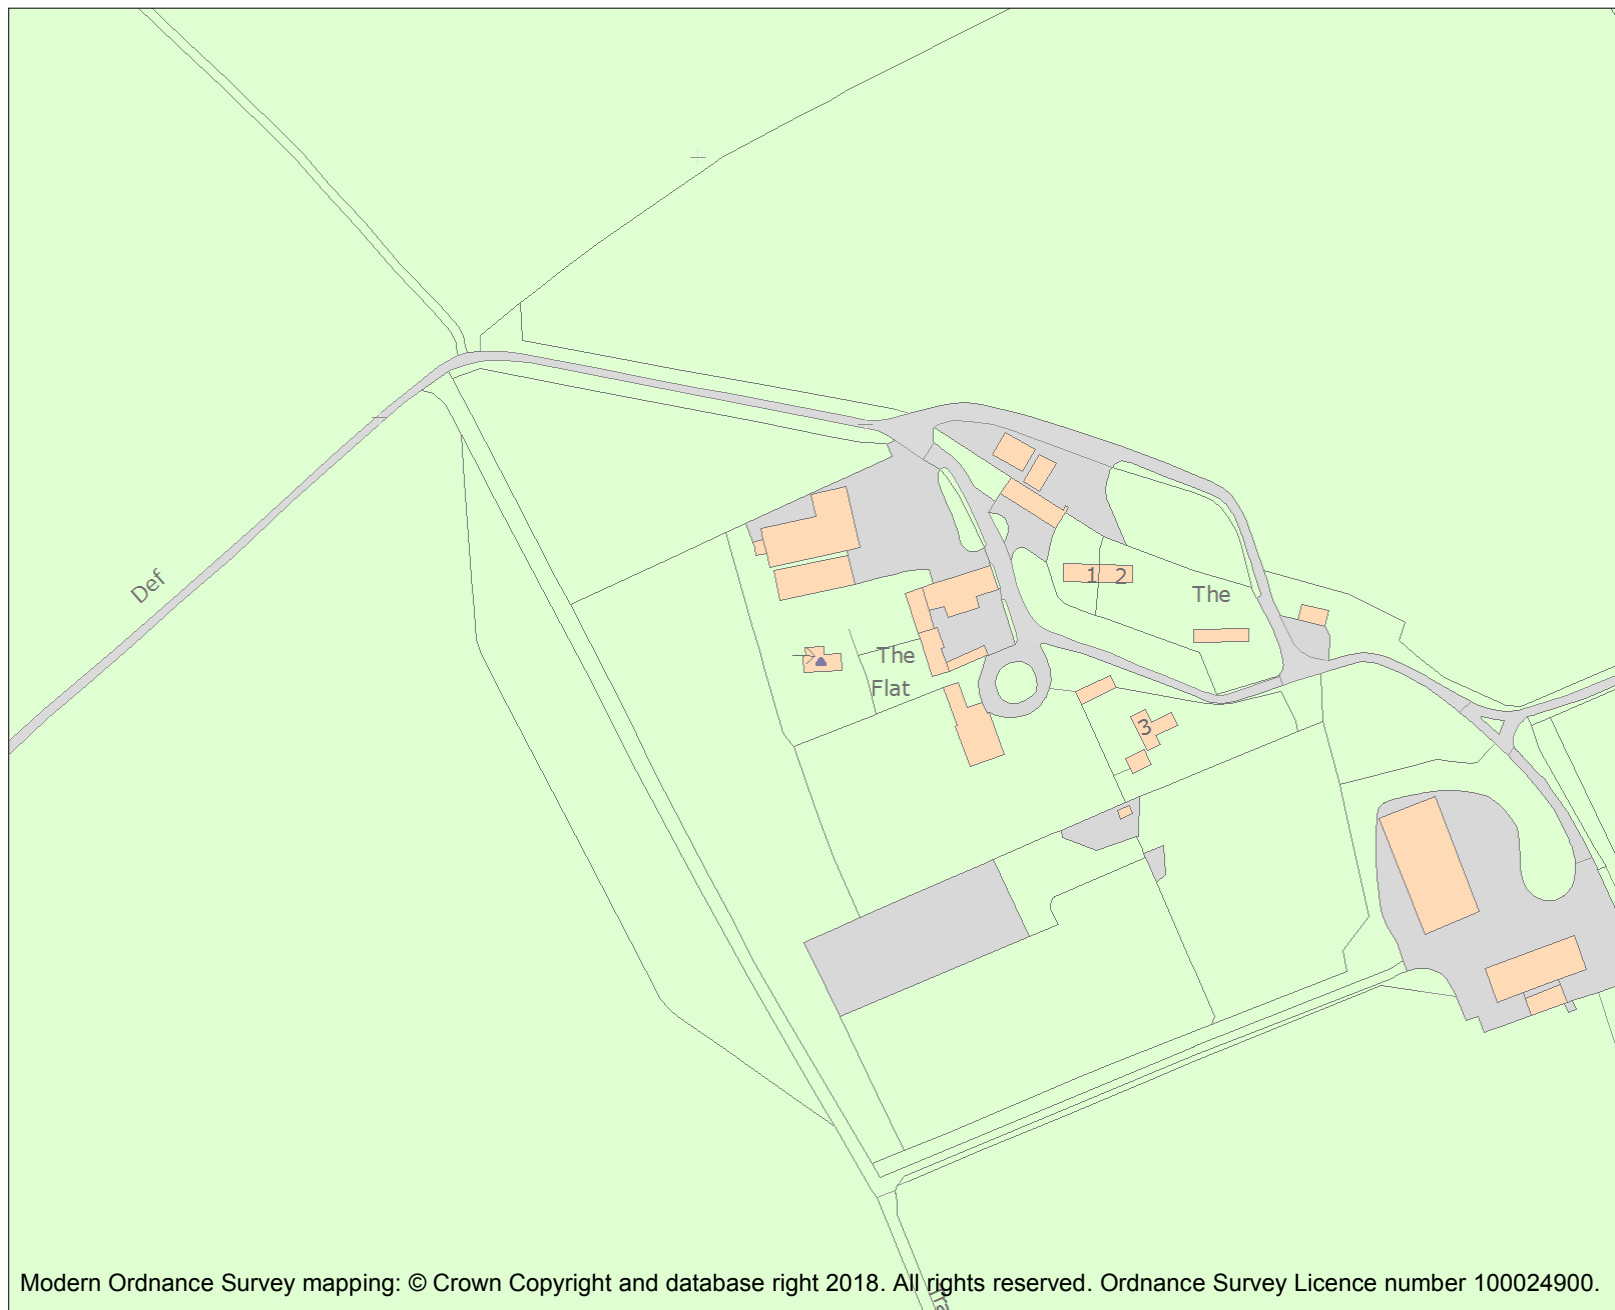 Def
1
2
The
The
Flat
3
Modern Ordnance Survey mapping: © Crown Copyright and database right 2018. All rights reserved. Ordnance Survey Licence number 100024900.